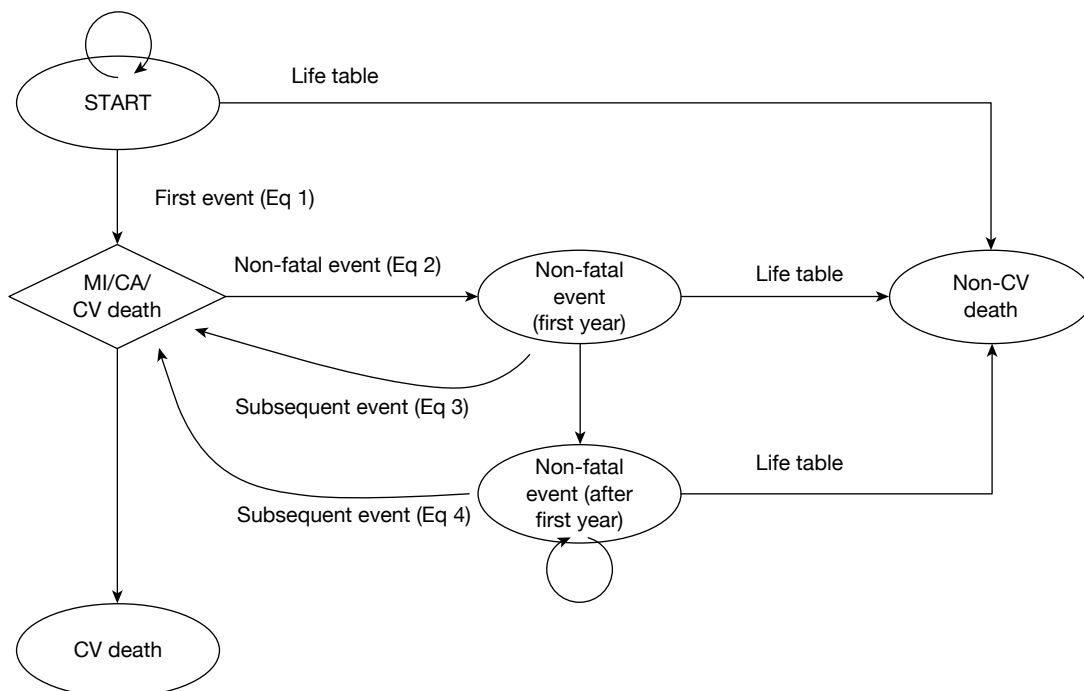 Life table
START
First event (Eq 1)
MI/CA/
CV death
Non-fatal event (Eq 2)
Non-fatal
event
(first year)
Life table
Non-CV
death
Subsequent event (Eq 3)
Non-fatal
event (after
first year)
Life table
Subsequent event (Eq 4)
CV death